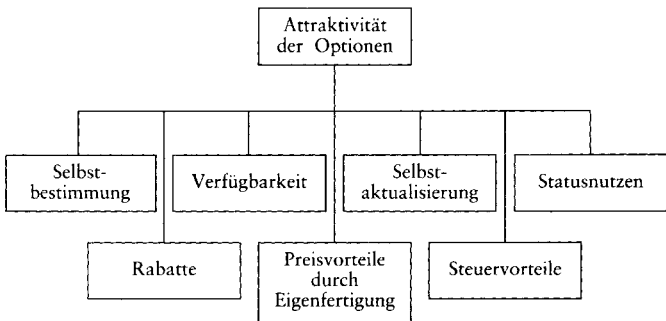 Attraktivität
der Optionen
Selbst-
bestimmung
Verfügbarkeit
Selbst-
aktualisierung
Statusnutzen
Rabatte
Preisvorteile
durch
Eigenfertigung
Steuervorteile